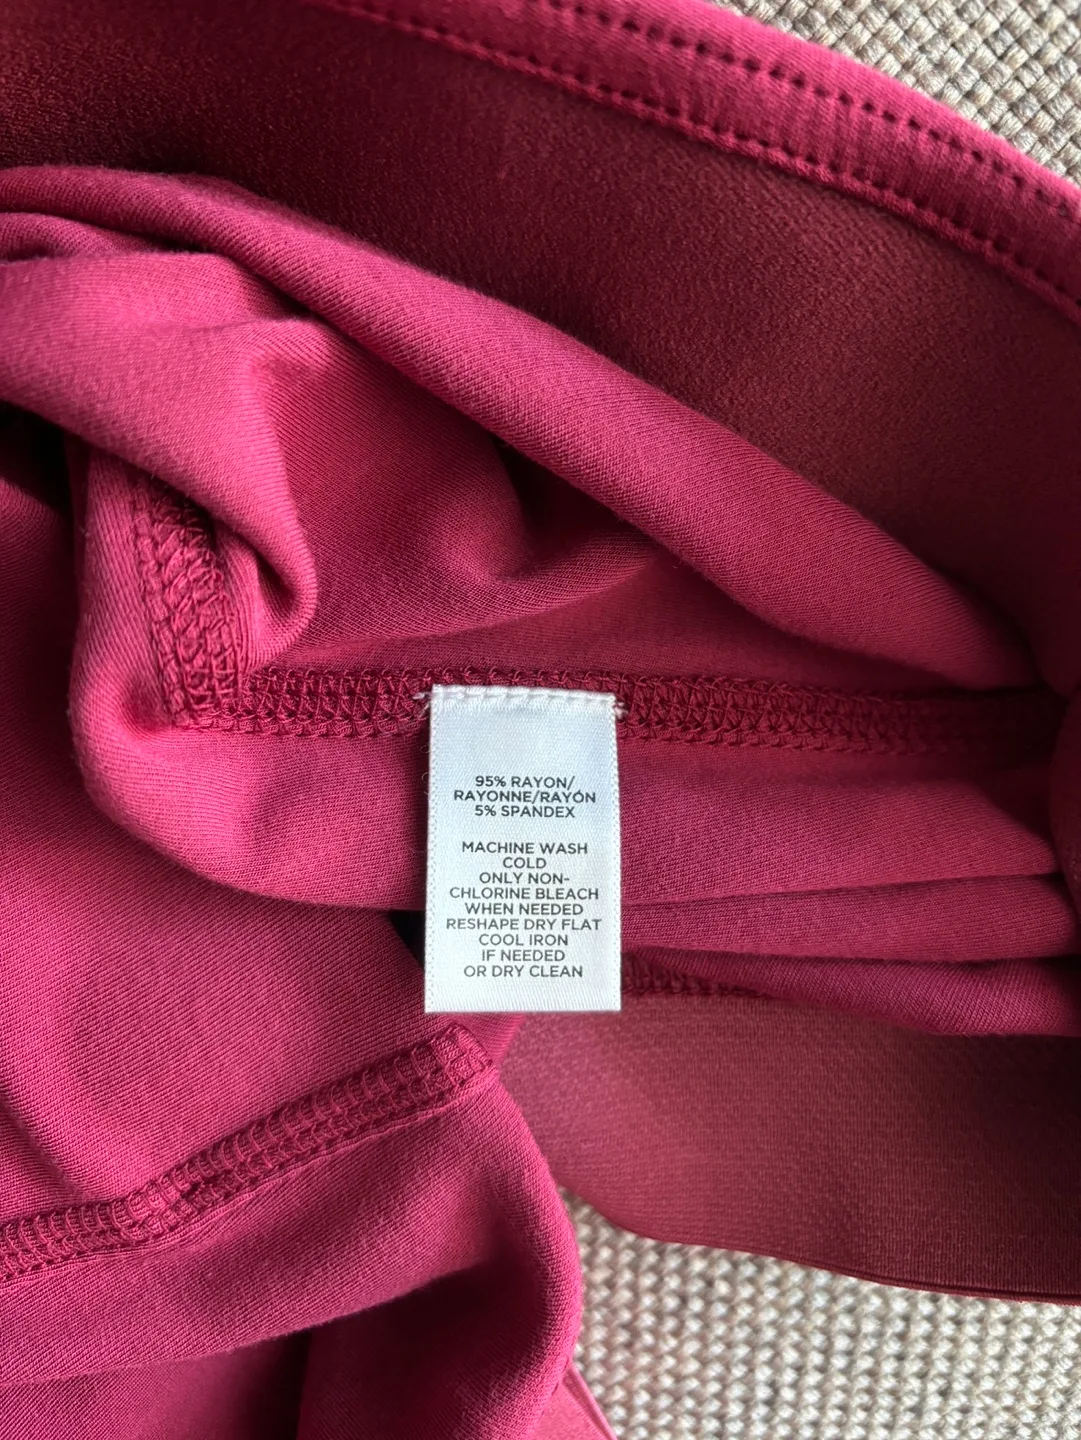 95% RAYON/
RAYONNE/RAYÓN
5% SPANDEX
MACHINE WASH
COLD
ONLY NON-
CHLORINE BLEACH
WHEN NEEDED
RESHAPE DRY FLAT
COOL IRON
IF NEEDED
OR DRY CLEAN